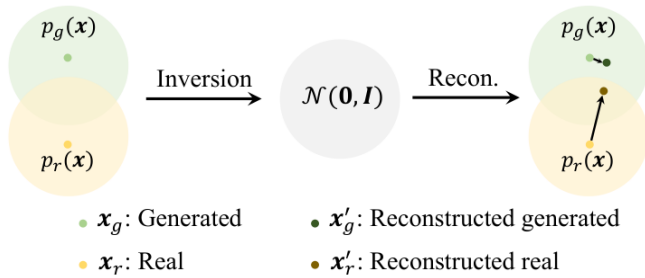 p_g(x)
p_g(x)
Inversion
Recon.
𝒩(0, I)
p_r(x)
p_r(x)
x_g: Generated
x'_g: Reconstructed generated
x_r: Real
x'_r: Reconstructed real